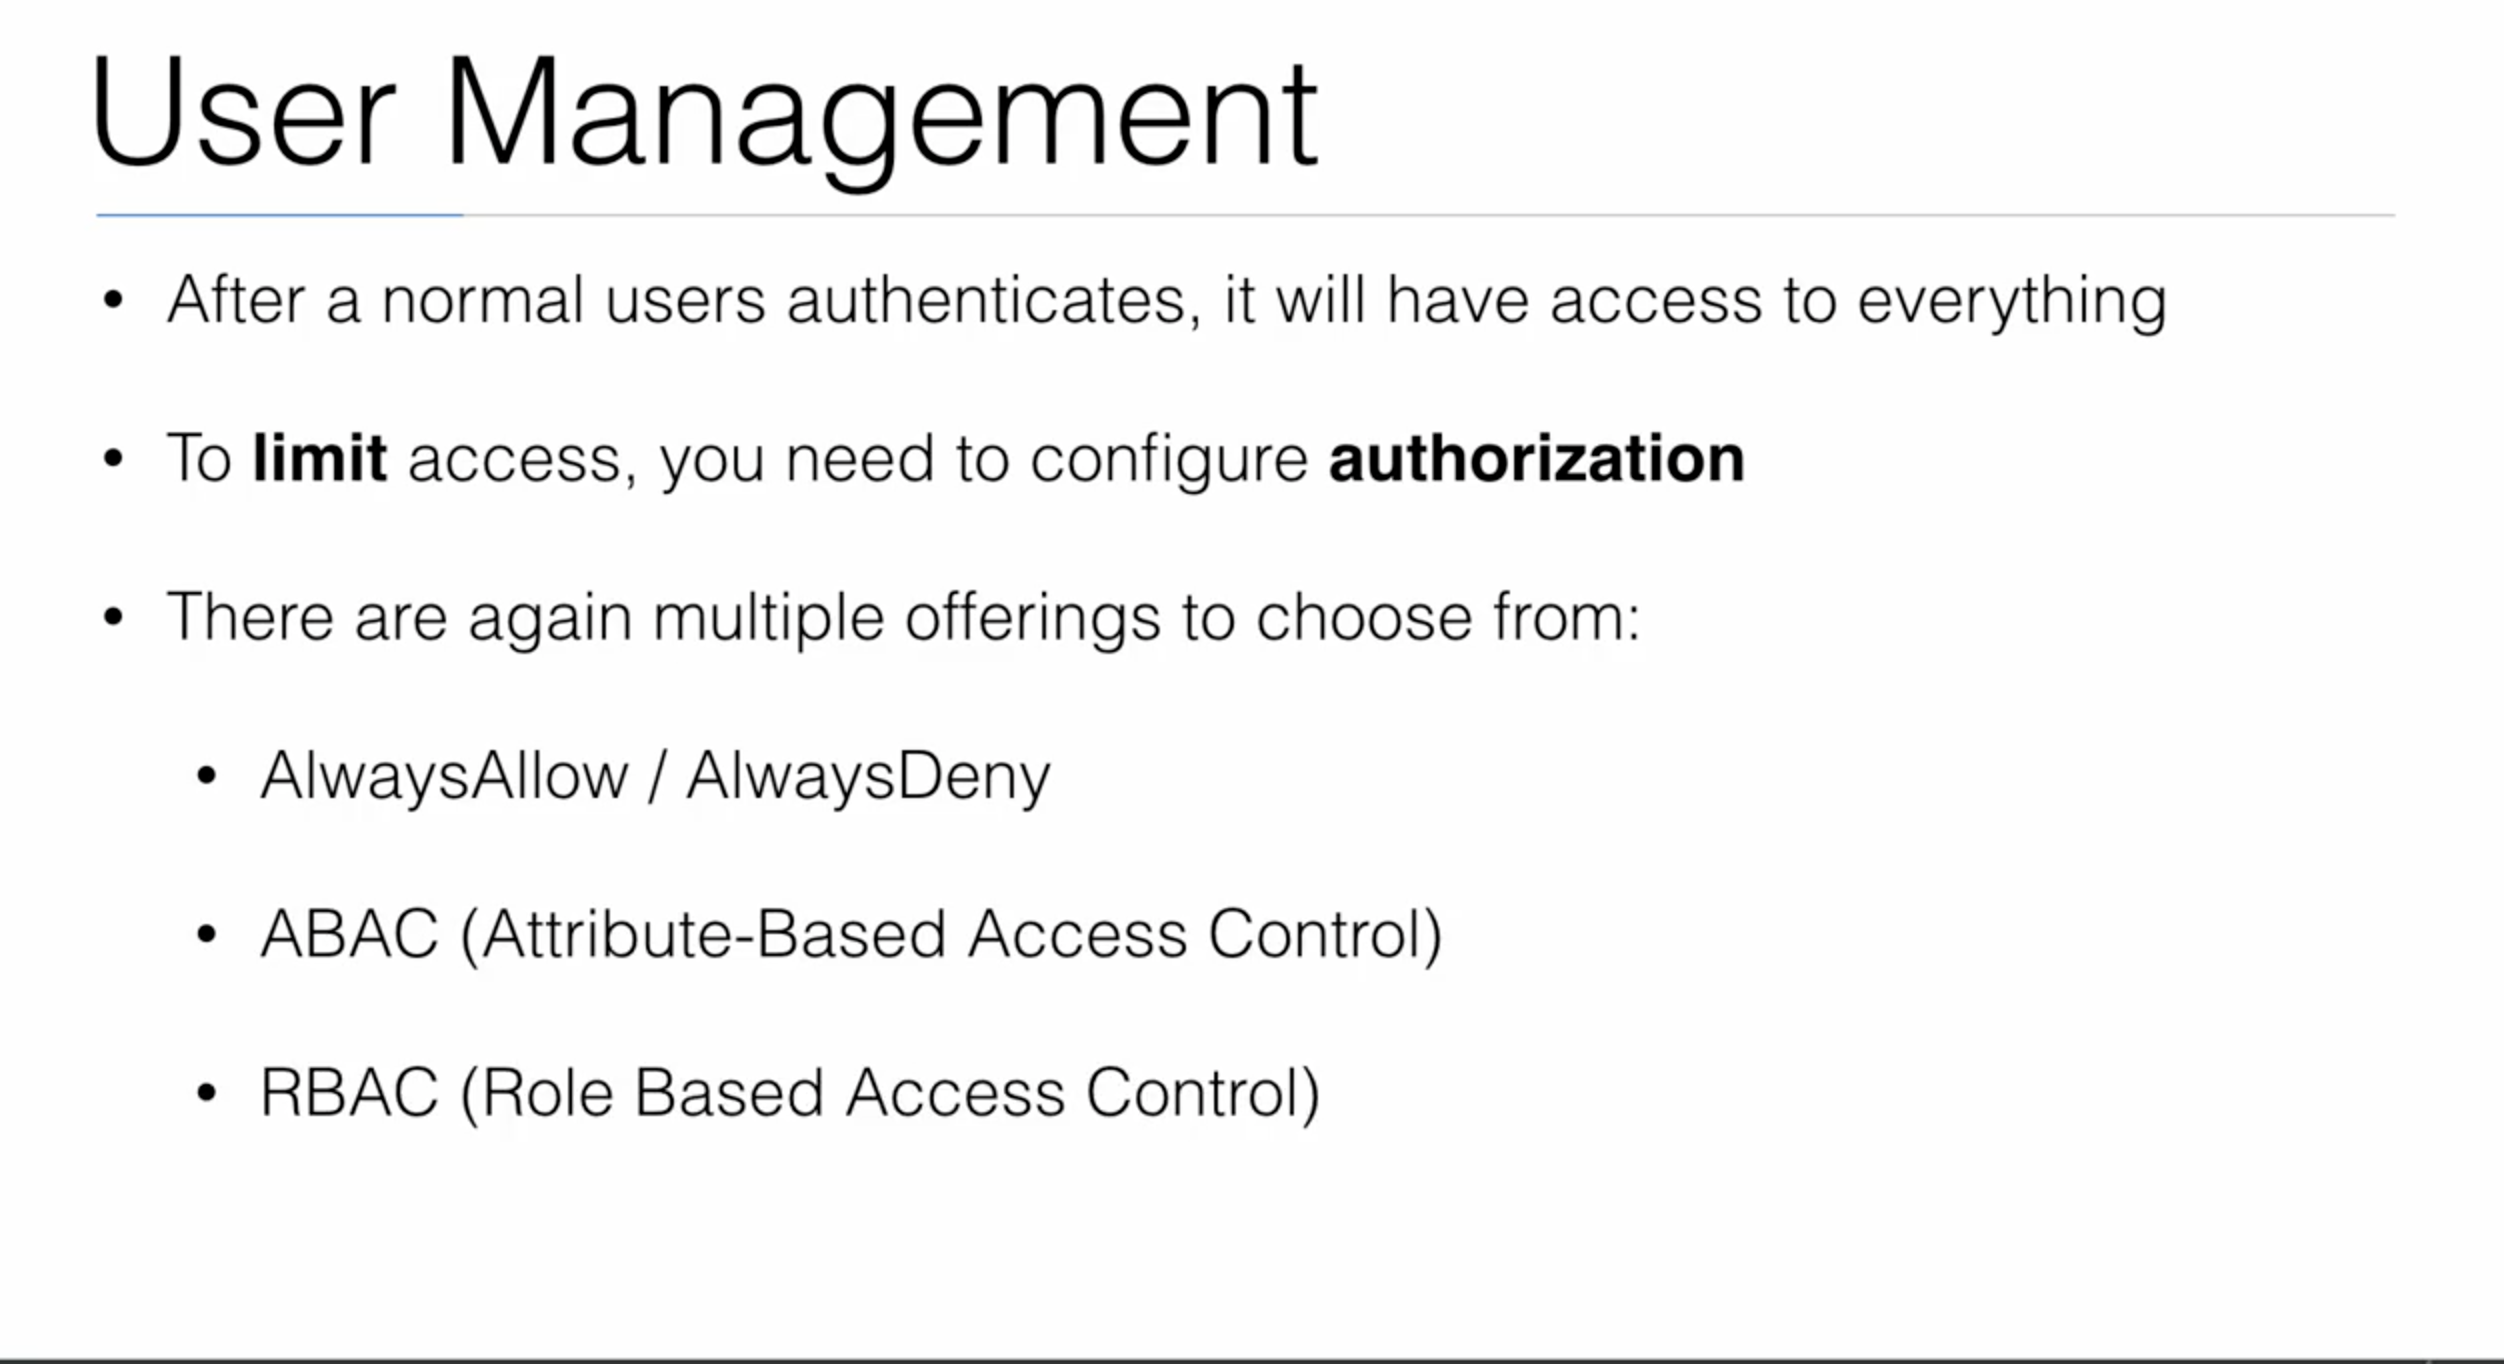 User Management
• After a normal users authenticates, it will have access to everything
• To limit access, you need to configure authorization
• There are again multiple offerings to choose from:
• AlwaysAllow / AlwaysDeny
• ABAC (Attribute-Based Access Control)
• RBAC (Role Based Access Control)